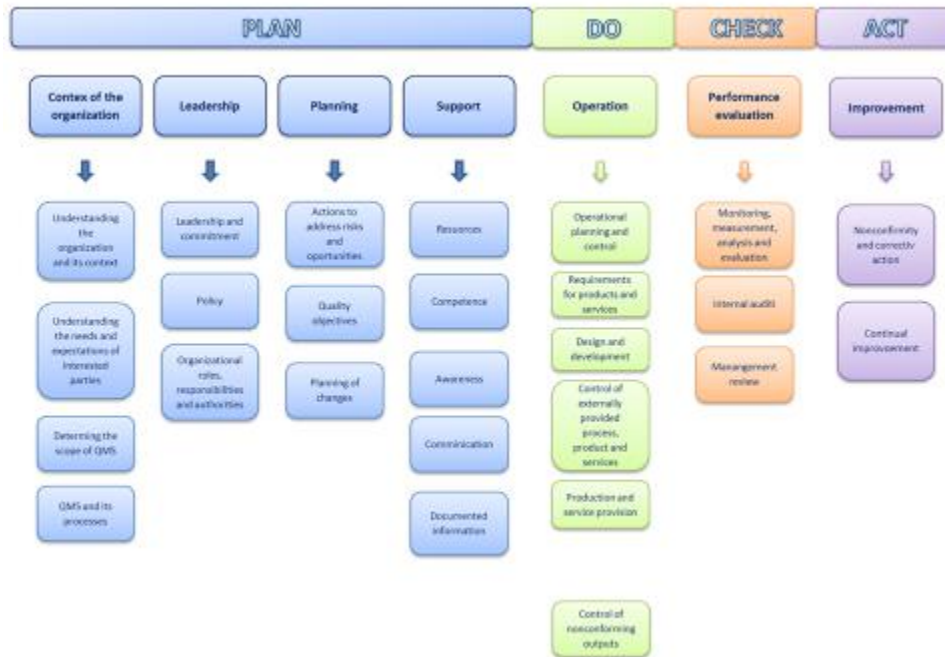 PLAN
DO
CHECK
ACT
Contex of the
organization
Leadership
Planning
Support
Operation
Performance
evaluation
Improvement
Understanding
the
organization
and its context
Understanding
the needs and
expectations of
interested
parties
Determing the
scope of QMS
QMS and its
processes
Leadership and
commitment
Policy
Organizational
roles,
responsibilities
and authorities
Actions to
address risks
and
oportunities
Quality
objectives
Planning of
changes
Competence
Awareness
Comminication
Documented
information
Operational
planning and
control
Requirements
for products and
services
Design and
development
Control of
externally
provided
process,
product and
services
Production and
service provision
Control of
nonconforming
outputs
Monitoring,
measurement,
analysis and
evaluation
Internal
Manangement
review
Nonconfirmity
and correctiv
action
Continual
improvement